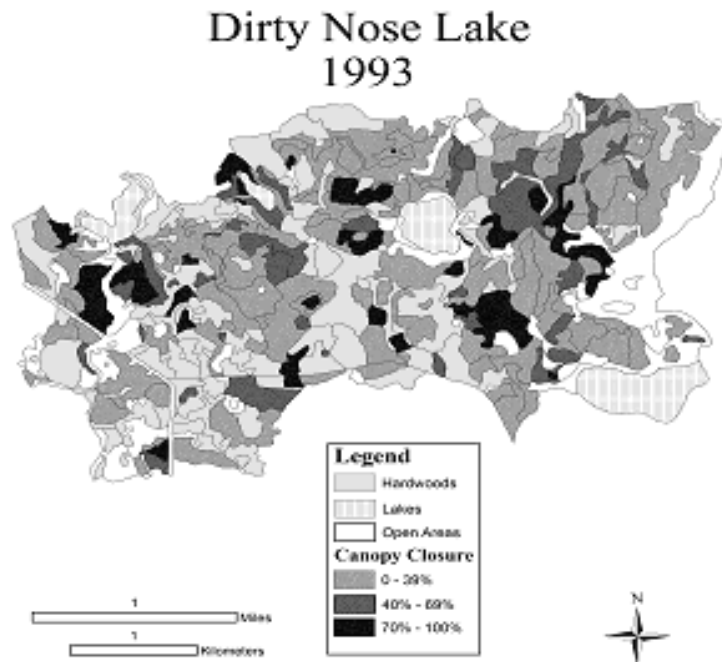 Dirty Nose Lake
1993
Legend
Hardwoods
Lakes
Open Areas
Canopy Closure
0 - 39%
40% - 69%
70% - 100%
1
Miles
1
Kilometers
N